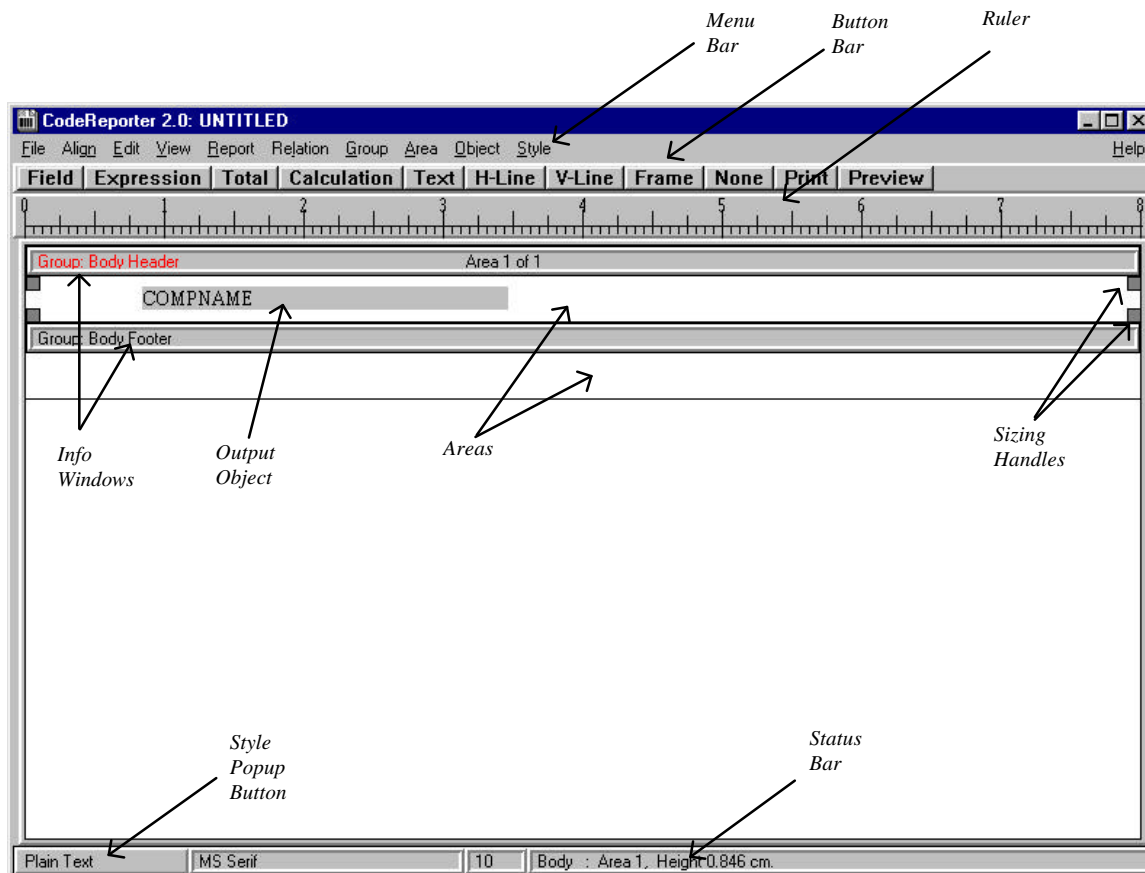 Menu
Bar
Button
Bar
Ruler
CodeReporter 2.0: UNTITLED
File Align Edit View Report Relation Group Area Object Style Help
Field Expression Total Calculation Text H-Line V-Line Frame None Print Preview
0 1 2 3 4 5 6 7 8
Group: Body Header Area 1 of 1
COMPNAME
Group: Body Footer
Info
Windows
Output
Object
Areas
Sizing
Handles
Style
Popup
Button
Status
Bar
Plain Text MS Serif 10 Body : Area 1, Height 0.846 cm.